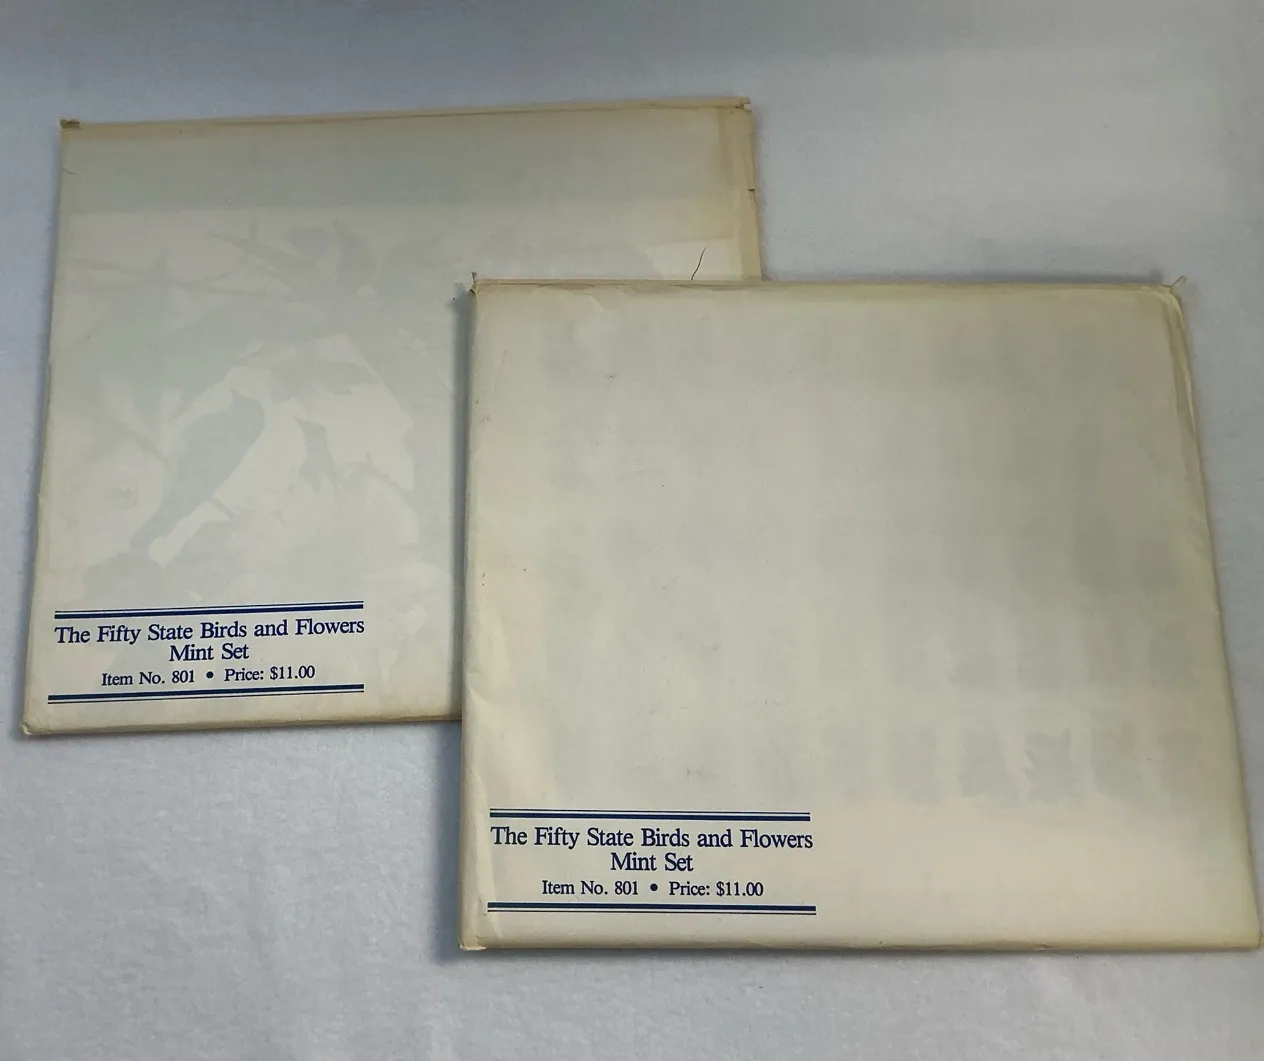 The Fifty State Birds and Flowers
Mint Set
Item No. 801 • Price: $11.00
The Fifty State Birds and Flowers
Mint Set
Item No. 801 • Price: $11.00